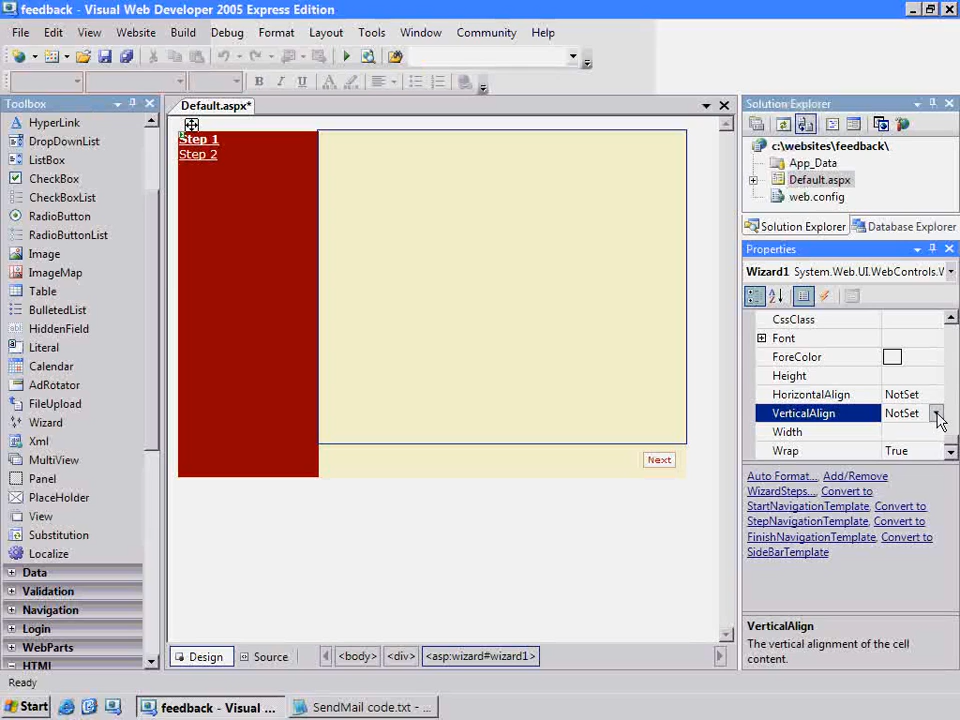 feedback - Visual Web Developer 2005 Express Edition
File Edit View Website Build Debug Format Layout Tools Window Community Help
Toolbox
HyperLink
DropDownList
ListBox
CheckBox
CheckBoxList
RadioButton
RadioButtonList
Image
ImageMap
Table
BulletedList
HiddenField
Literal
Calendar
AdRotator
FileUpload
Wizard
Xml
MultiView
Panel
PlaceHolder
View
Substitution
Localize
Data
Validation
Navigation
Login
WebParts
HTML
Default.aspx*
Step 1
Step 2
Next
Design Source <body> <div> <asp:wizard#wizard1>
Solution Explorer
c:\websites\feedback\
App_Data
Default.aspx
web.config
Solution Explorer Database Explorer
Properties
Wizard1 System.Web.UI.WebControls.W
CssClass
Font
ForeColor
Height
HorizontalAlign NotSet
VerticalAlign NotSet
Width
Wrap True
Auto Format..., Add/Remove
WizardSteps..., Convert to
StartNavigationTemplate, Convert to
StepNavigationTemplate, Convert to
FinishNavigationTemplate, Convert to
SideBarTemplate
VerticalAlign
The vertical alignment of the cell
content.
Ready
Start feedback - Visual ... SendMail code.txt - ...